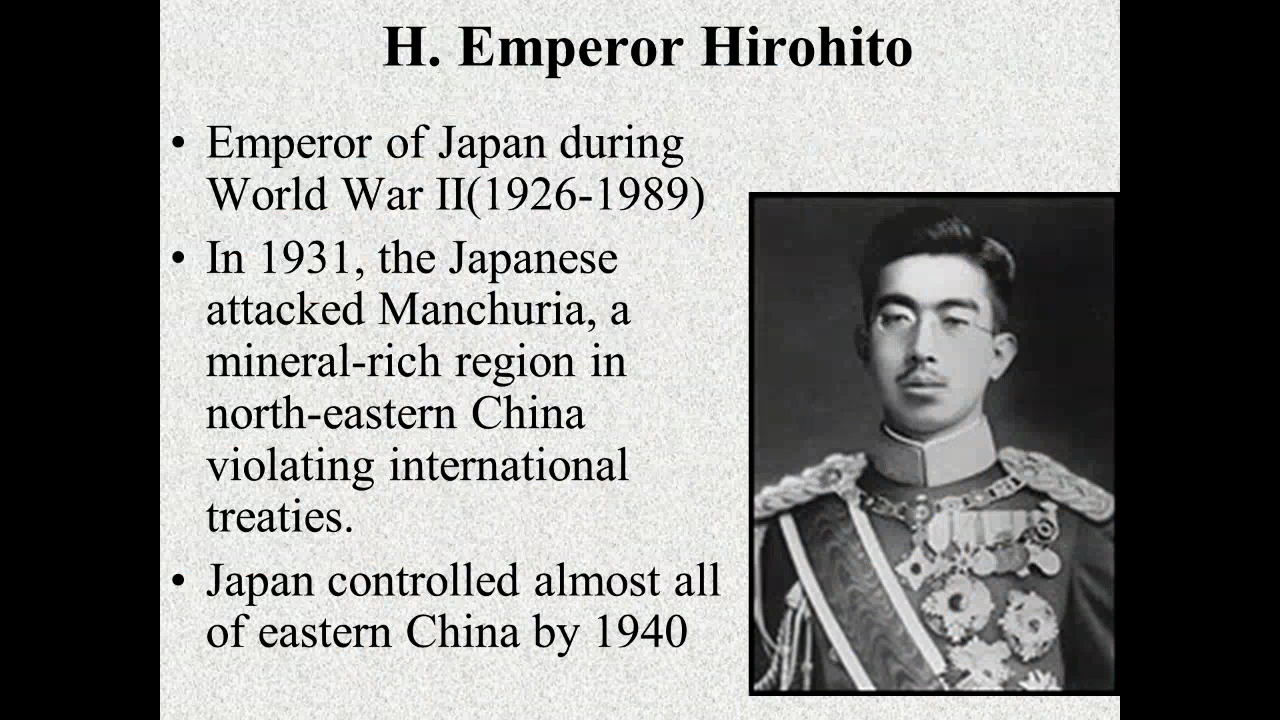 H. Emperor Hirohito
• Emperor of Japan during
World War II(1926-1989)
• In 1931, the Japanese
attacked Manchuria, a
mineral-rich region in
north-eastern China
violating international
treaties.
• Japan controlled almost all
of eastern China by 1940